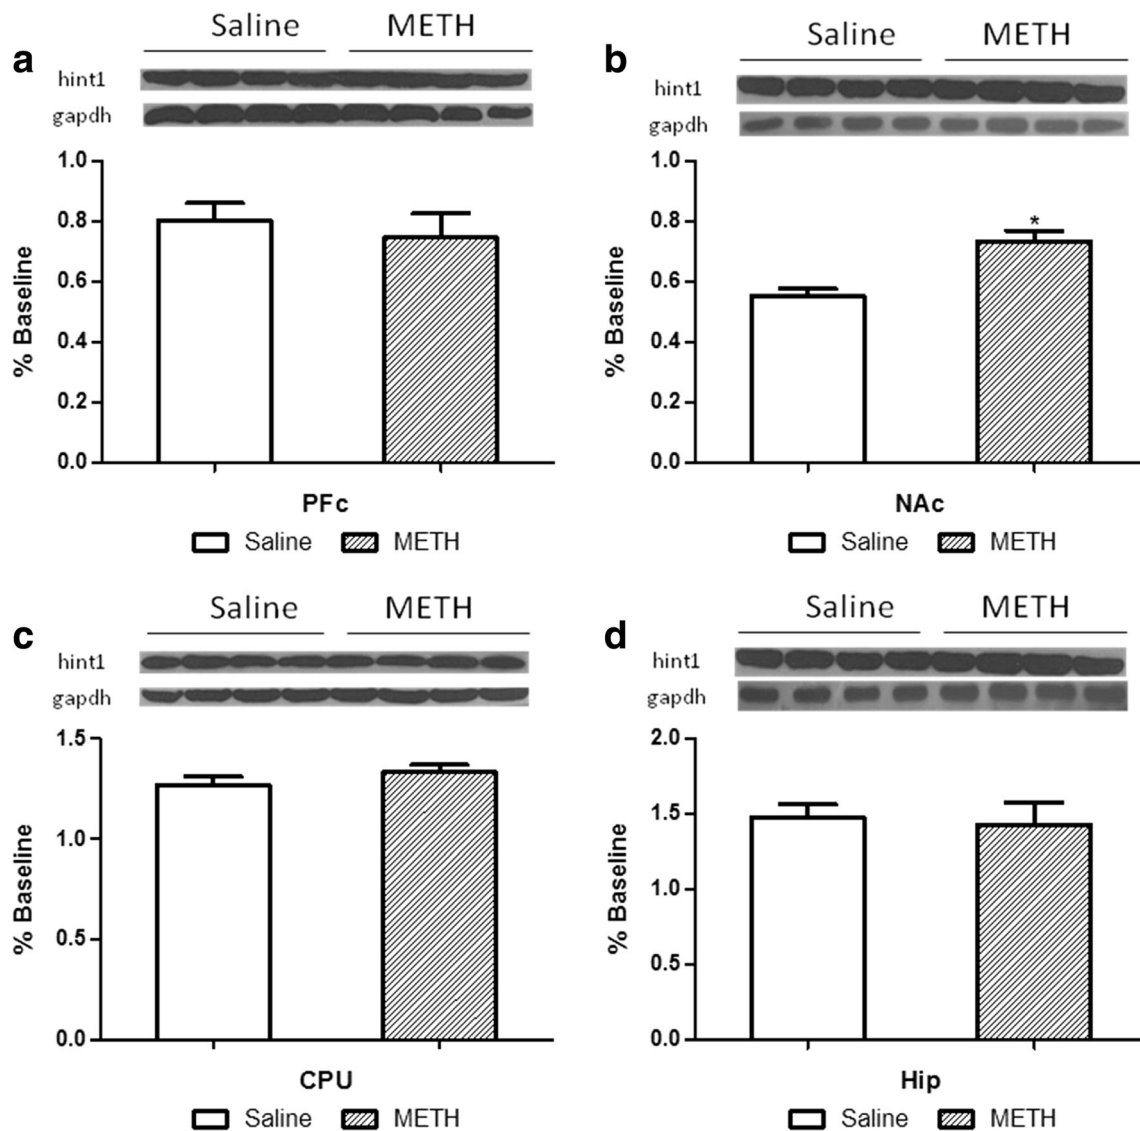 a
Saline METH
hint1
gapdh
1.0
0.8
0.6
0.4
0.2
0.0
% Baseline
PFc
Saline METH
b
Saline METH
hint1
gapdh
1.0
0.8
0.6
0.4
0.2
0.0
% Baseline
*
NAc
Saline METH
c
Saline METH
hint1
gapdh
1.5
1.0
0.5
0.0
% Baseline
CPU
Saline METH
d
Saline METH
hint1
gapdh
2.0
1.5
1.0
0.5
0.0
% Baseline
Hip
Saline METH